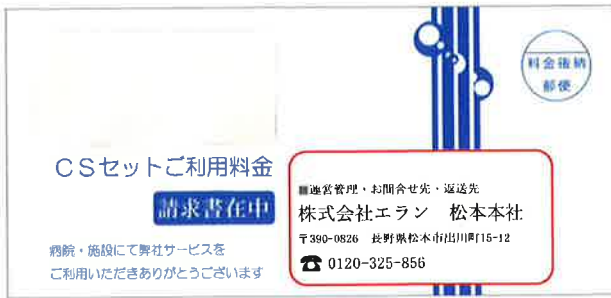 料金後納
郵便
CSセットご利用料金
請求書在中
病院・施設にて弊社サービスを
ご利用いただきありがとうございます
■運営管理・お問合せ先・返送先
株式会社エラン 松本本社
〒390-0826 長野県松本市出川町15-12
☎ 0120-325-856